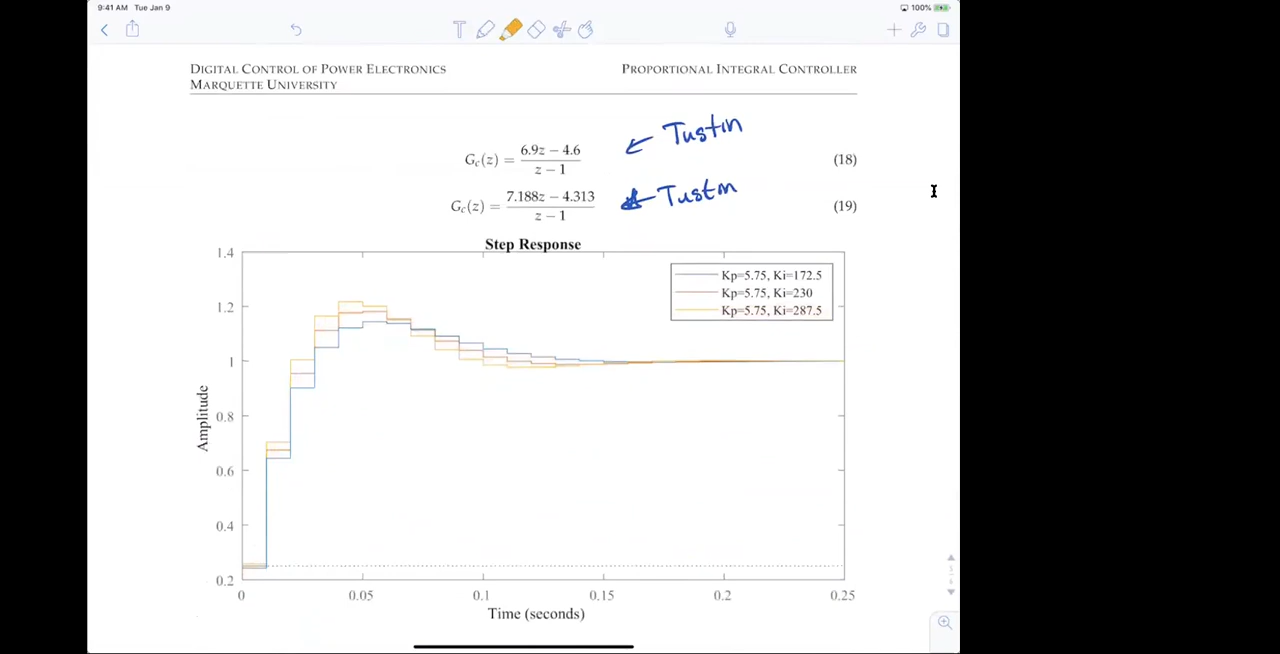 9:41 AM Tue Jan 9
100%
DIGITAL CONTROL OF POWER ELECTRONICS
PROPORTIONAL INTEGRAL CONTROLLER
MARQUETTE UNIVERSITY
Gc(z) = 6.9z − 4.6 / z − 1
← Tustin
(18)
Gc(z) = 7.188z − 4.313 / z − 1
← Tustin
(19)
Step Response
1.4
1.2
1
0.8
0.6
0.4
0.2
Amplitude
Kp=5.75, Ki=172.5
Kp=5.75, Ki=230
Kp=5.75, Ki=287.5
0
0.05
0.1
0.15
0.2
0.25
Time (seconds)